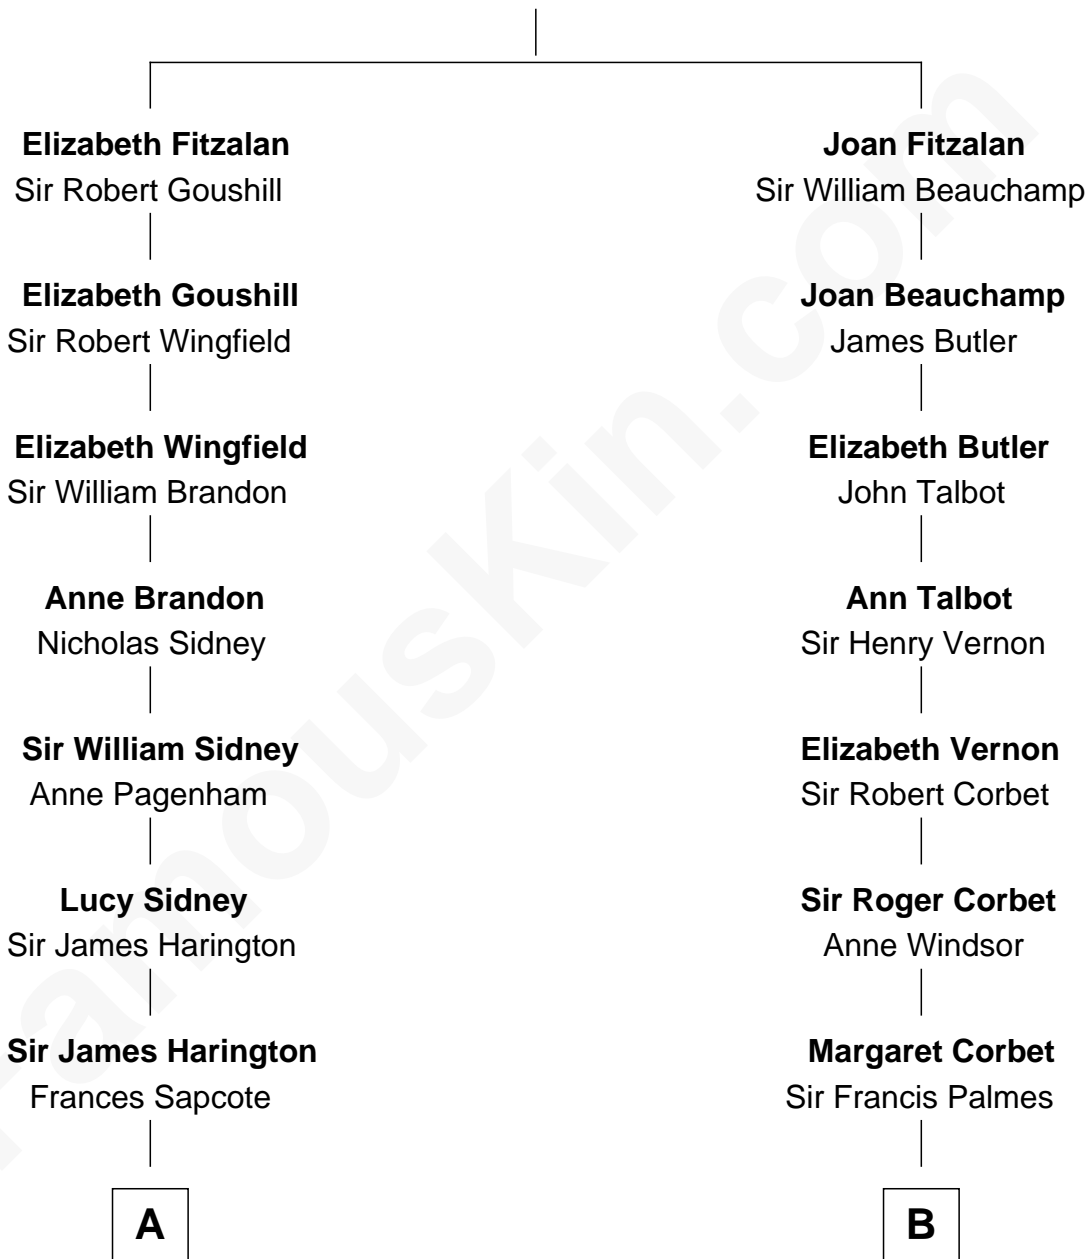 Elizabeth Fitzalan
Sir Robert Goushill
Elizabeth Goushill
Sir Robert Wingfield
Elizabeth Wingfield
Sir William Brandon
Anne Brandon
Nicholas Sidney
Sir William Sidney
Anne Pagenham
Lucy Sidney
Sir James Harington
Sir James Harington
Frances Sapcote
A
Joan Fitzalan
Sir William Beauchamp
Joan Beauchamp
James Butler
Elizabeth Butler
John Talbot
Ann Talbot
Sir Henry Vernon
Elizabeth Vernon
Sir Robert Corbet
Sir Roger Corbet
Anne Windsor
Margaret Corbet
Sir Francis Palmes
B
FamousKin.com